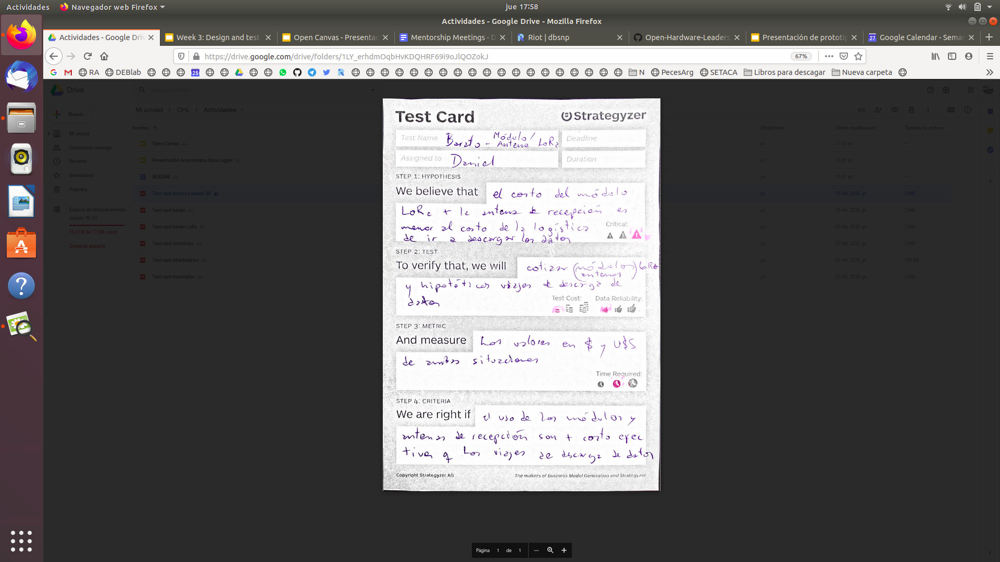 Actividades Navegador web Firefox jue 17:58
Actividades - Google Drive - Mozilla Firefox
Actividades - Google Driv Week 3: Design and test Open Canvas - Presentac Mentorship Meetings - D Riot | dbsnp Open-Hardware-Leaders Presentación de prototip Google Calendar - Semar
https://drive.google.com/drive/folders/1LY_erhdmOqbHvKDQHRF69i9oJlQOZokJ 67%
RA DEBlab N PecesArg SETACA Libros para descagar Nueva carpeta
Drive Buscar en Drive
Nuevo Mi unidad OHL Actividades
Nombre Propietario Última modificación Tamaño de archivo
Mi unidad
Compartido conmigo
Reciente
Destacados
Papelera
Espacio de almacenamiento
(usado: 96 %)
16,3 GB de 17 GB usado
Comprar espacio
Open Canvas yo 17:57 yo —
Presentación de prototipos Data Logger yo 16:05 yo —
README yo 15:57 yo —
Test card abierto y barato 3D yo 25 feb. 2020 yo 2 MB
Test card barato yo 25 feb. 2020 yo 2 MB
Test card barato LoRa yo 25 feb. 2020 yo 2 MB
Test card científicos yo 25 feb. 2020 yo 2 MB
Test card inhalámbrico yo 25 feb. 2020 yo 739 KB
Test card municipios yo 25 feb. 2020 yo 2 MB
Test Card Strategyzer
Test Name Barato - Módulo / Antena LoRa Deadline
Assigned to Daniel Duration
STEP 1: HYPOTHESIS
We believe that el costo del módulo
LoRa + la antena de recepción es
menor al costo de la logística
de ir a descargar los datos
Critical:
STEP 2: TEST
To verify that, we will cotizar (módulos antenas) LoRa
y hipotéticos viajes de descarga de
datos
Test Cost: Data Reliability:
STEP 3: METRIC
And measure Los valores en $ y U$S
de ambas situaciones
Time Required:
STEP 4: CRITERIA
We are right if el uso de los módulos y
antenas de recepción son + costo efec
tivas q los viajes de descarga de datos
Copyright Strategyzer AG The makers of Business Model Generation and Strategyzer
Página 1 de 1